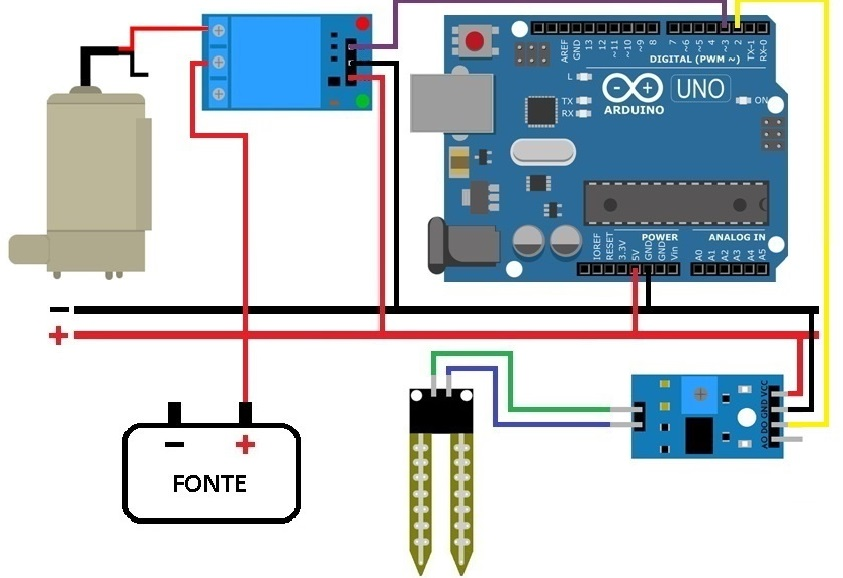 AREF
GND
13
12
~11
~10
~9
8
7
~6
~5
4
~3
2
TX-1
RX-0
DIGITAL (PWM ~)
L
TX
RX
- +
UNO
ON
ARDUINO
POWER
ANALOG IN
IOREF
RESET
3.3V
5V
GND
GND
Vin
A0
A1
A2
A3
A4
A5
-
+
AO DO GND VCC
- +
FONTE